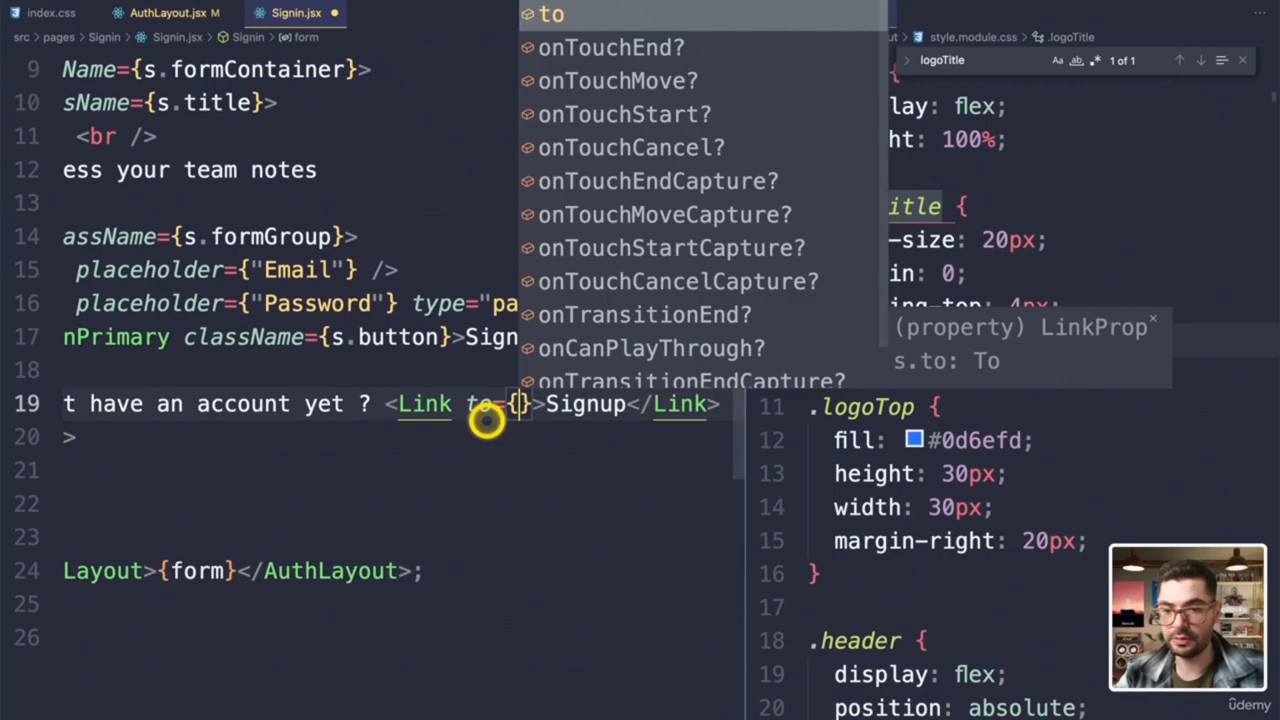 index.css
AuthLayout.jsx M
Signin.jsx
src > pages > Signin > Signin.jsx > Signin > form
9 Name={s.formContainer}>
10 sName={s.title}>
11 <br />
12 ess your team notes
13
14 assName={s.formGroup}>
15 placeholder={"Email"} />
16 placeholder={"Password"} type="pa
17 nPrimary className={s.button}>Sign
18
19 t have an account yet ? <Link to={}>Signup</Link>
20 >
21
22
23
24 Layout>{form}</AuthLayout>;
25
26
to
onTouchEnd?
onTouchMove?
onTouchStart?
onTouchCancel?
onTouchEndCapture?
onTouchMoveCapture?
onTouchStartCapture?
onTouchCancelCapture?
onTransitionEnd?
onCanPlayThrough?
onTransitionEndCapture?
(property) LinkProp
s.to: To
style.module.css > .logoTitle
logoTitle
Aa ab .* 1 of 1
{
lay: flex;
ht: 100%;
itle {
-size: 20px;
in: 0;
ing-top: 4px;
11 .logoTop {
12 fill: #0d6efd;
13 height: 30px;
14 width: 30px;
15 margin-right: 20px;
16 }
17
18 .header {
19 display: flex;
20 position: absolute;
ûdemy